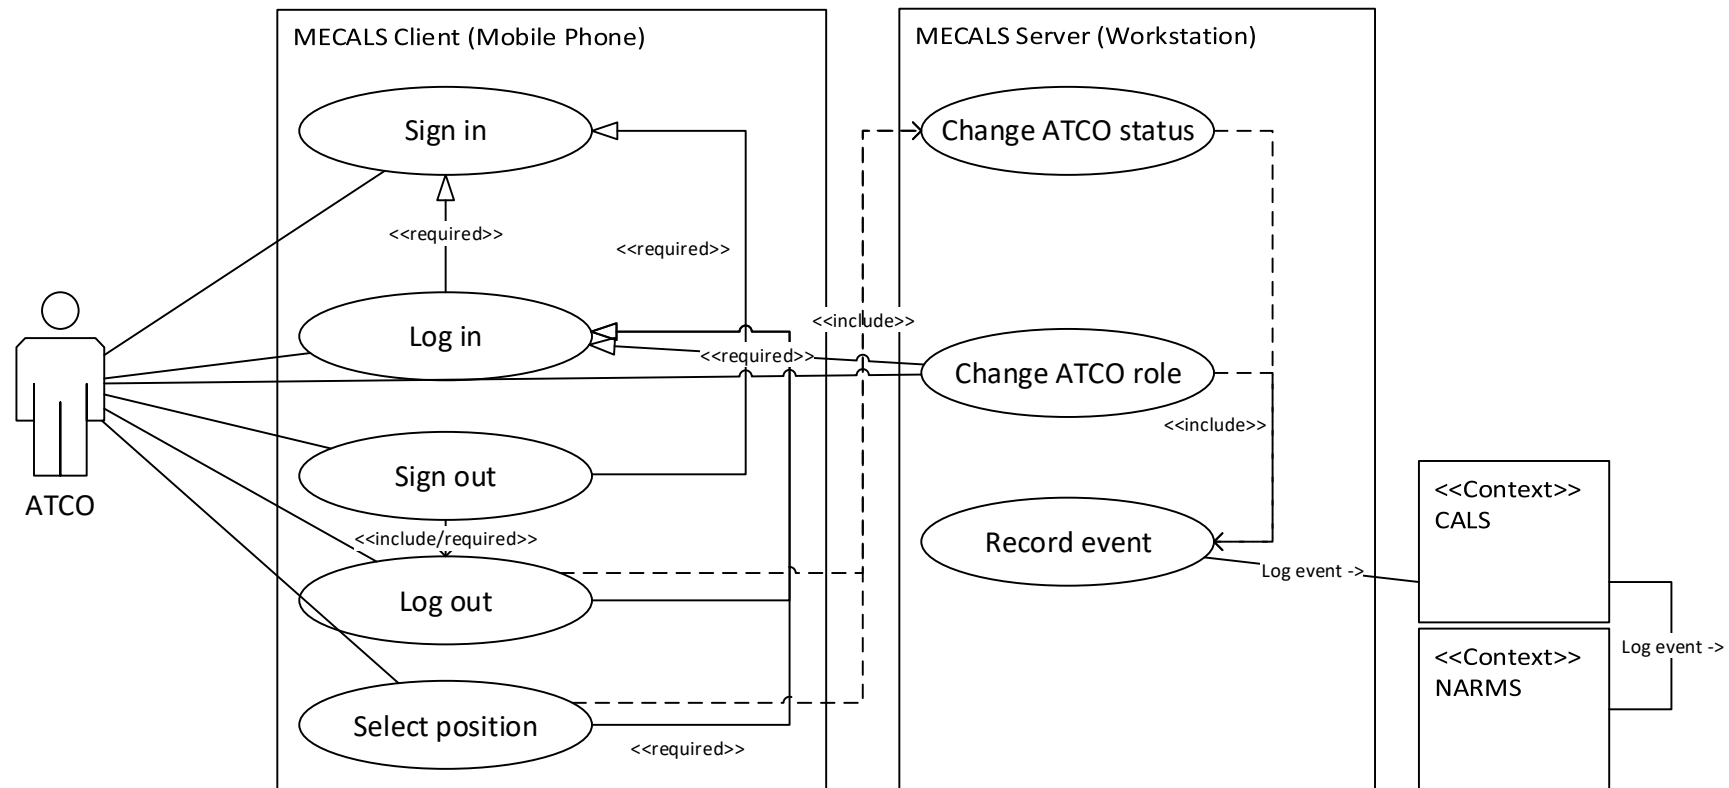 MECALS Client (Mobile Phone)
MECALS Server (Workstation)
Sign in
Change ATCO status
<<required>>
<<required>>
<<include>>
Log in
<<required>>
Change ATCO role
<<include>>
Sign out
ATCO
<<Context>>
CALS
<<include/required>>
Record event
Log event ->
Log out
<<Context>>
NARMS
Log event ->
Select position
<<required>>